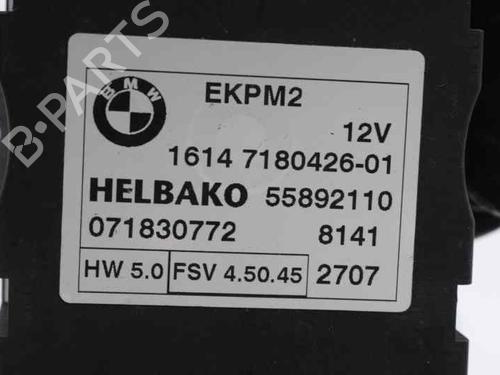 BMW
EKPM2
12V
1614 7180426-01
HELBAKO 55892110
071830772 8141
HW 5.0 FSV 4.50.45 2707
B-PARTS